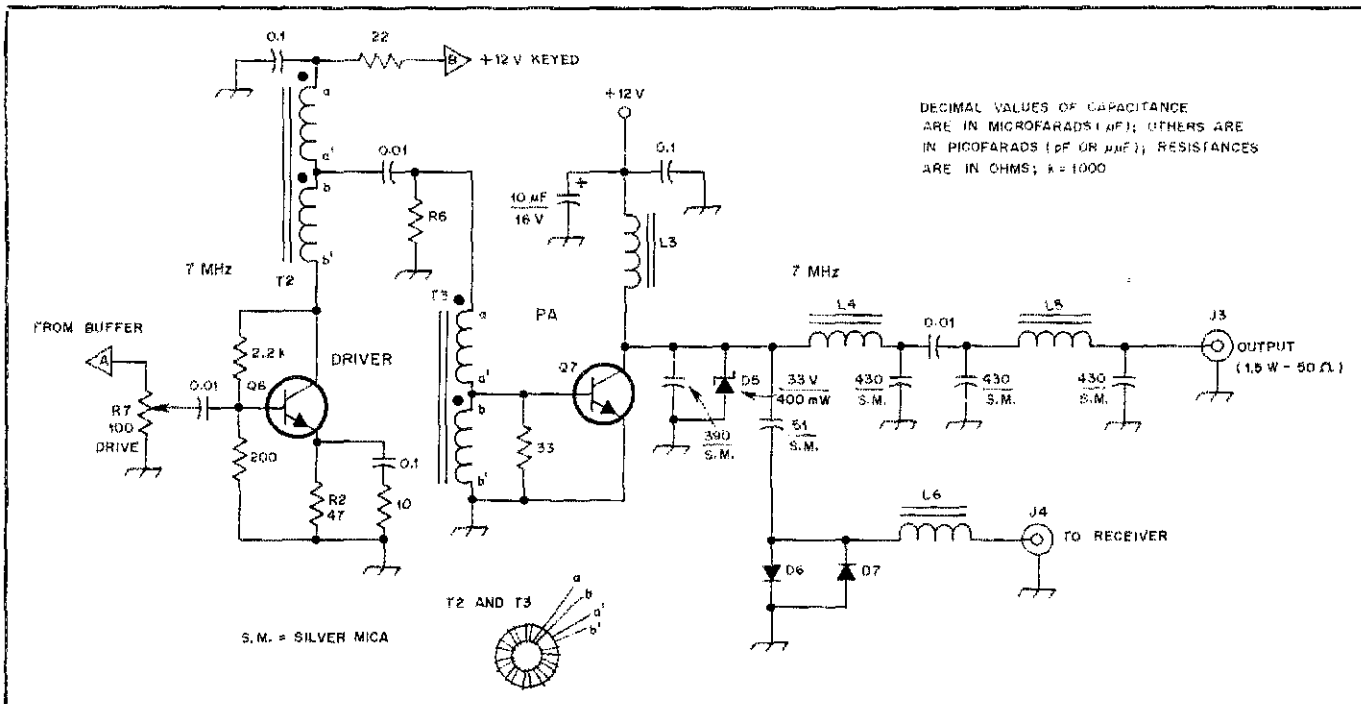 0.1
22
B
+12 V KEYED
a
a'
b
b'
T2
7 MHz
0.01
R6
+12 V
10 µF
16 V
0.1
L3
DECIMAL VALUES OF CAPACITANCE
ARE IN MICROFARADS (µF); OTHERS ARE
IN PICOFARADS (pF OR µµF); RESISTANCES
ARE IN OHMS; k = 1000
FROM BUFFER
A
R7
100
DRIVE
0.01
2.2 k
200
Q6
DRIVER
R2
47
0.1
10
T3
a
a'
b
b'
33
PA
Q7
390
S.M.
D5
33 V
400 mW
51
S.M.
7 MHz
L4
430
S.M.
0.01
430
S.M.
L5
430
S.M.
J3
OUTPUT
(1.5 W - 50 Ω)
D6
D7
L6
J4
TO RECEIVER
S.M. = SILVER MICA
T2 AND T3
a
b
a'
b'